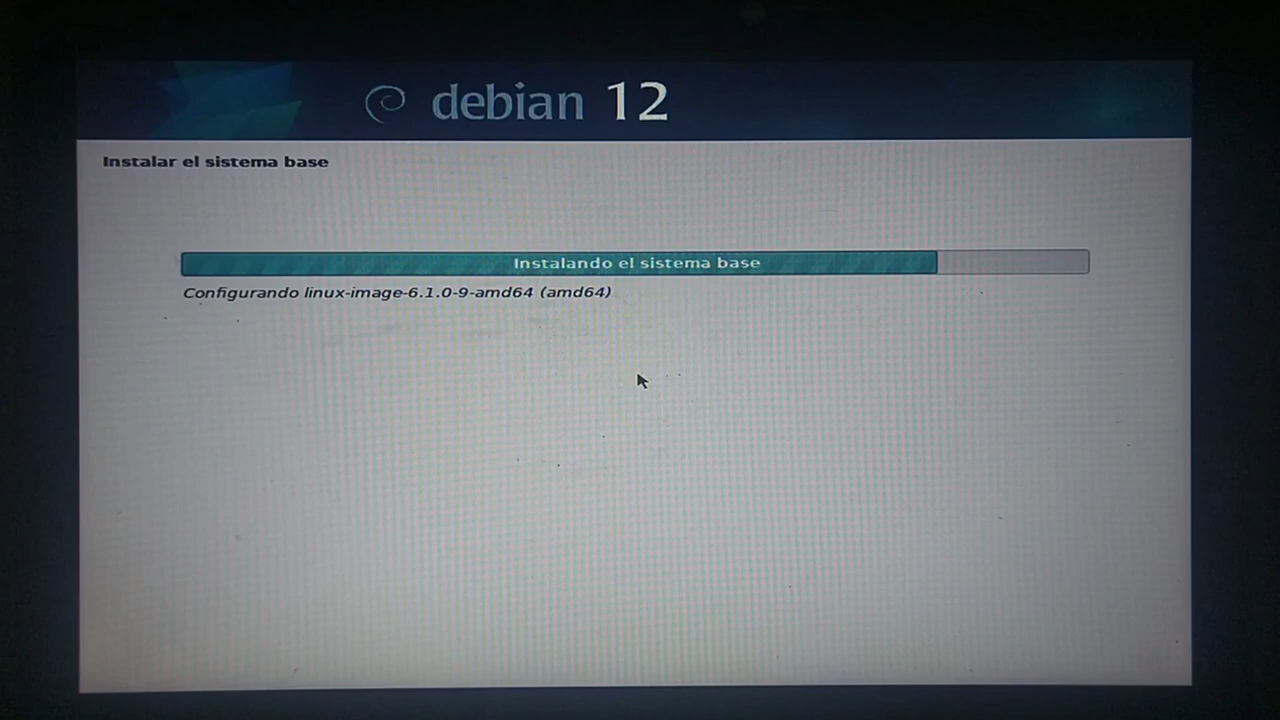 debian 12
Instalar el sistema base
Instalando el sistema base
Configurando linux-image-6.1.0-9-amd64 (amd64)